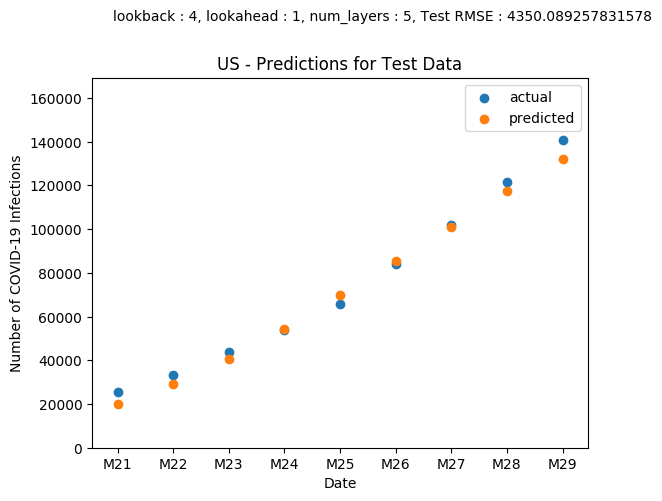 lookback : 4, lookahead : 1, num_layers : 5, Test RMSE : 4350.089257831578
US - Predictions for Test Data
actual
predicted
160000
140000
120000
100000
80000
60000
40000
20000
0
Number of COVID-19 Infections
M21 M22 M23 M24 M25 M26 M27 M28 M29
Date